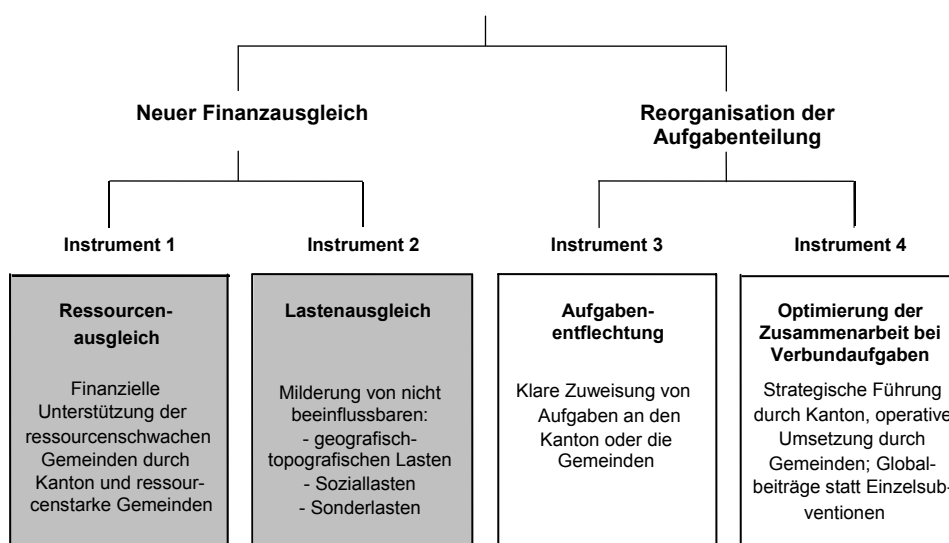 Neuer Finanzausgleich
Reorganisation der
Aufgabenteilung
Instrument 1
Instrument 2
Instrument 3
Instrument 4
Ressourcen-
ausgleich
Finanzielle
Unterstützung der
ressourcenschwachen
Gemeinden durch
Kanton und ressour-
censtarke Gemeinden
Lastenausgleich
Milderung von nicht
beeinflussbaren:
- geografisch-
topografischen Lasten
- Soziallasten
- Sonderlasten
Aufgaben-
entflechtung
Klare Zuweisung von
Aufgaben an den
Kanton oder die
Gemeinden
Optimierung der
Zusammenarbeit bei
Verbundaufgaben
Strategische Führung
durch Kanton, operative
Umsetzung durch
Gemeinden; Global-
beiträge statt Einzelsub-
ventionen